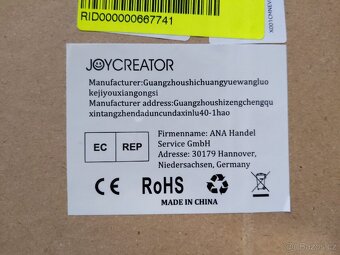 RID000000667741
JOYCREATOR
Manufacturer:Guangzhoushichuangyuewangluo
kejiyouxiangongsi
Manufacturer address:Guangzhoushizengchengqu
xintangzhendaduncundaxinlu40-1hao
EC REP
Firmenname: ANA Handel
Service GmbH
Adresse: 30179 Hannover,
Niedersachsen, Germany
CE RoHS
MADE IN CHINA